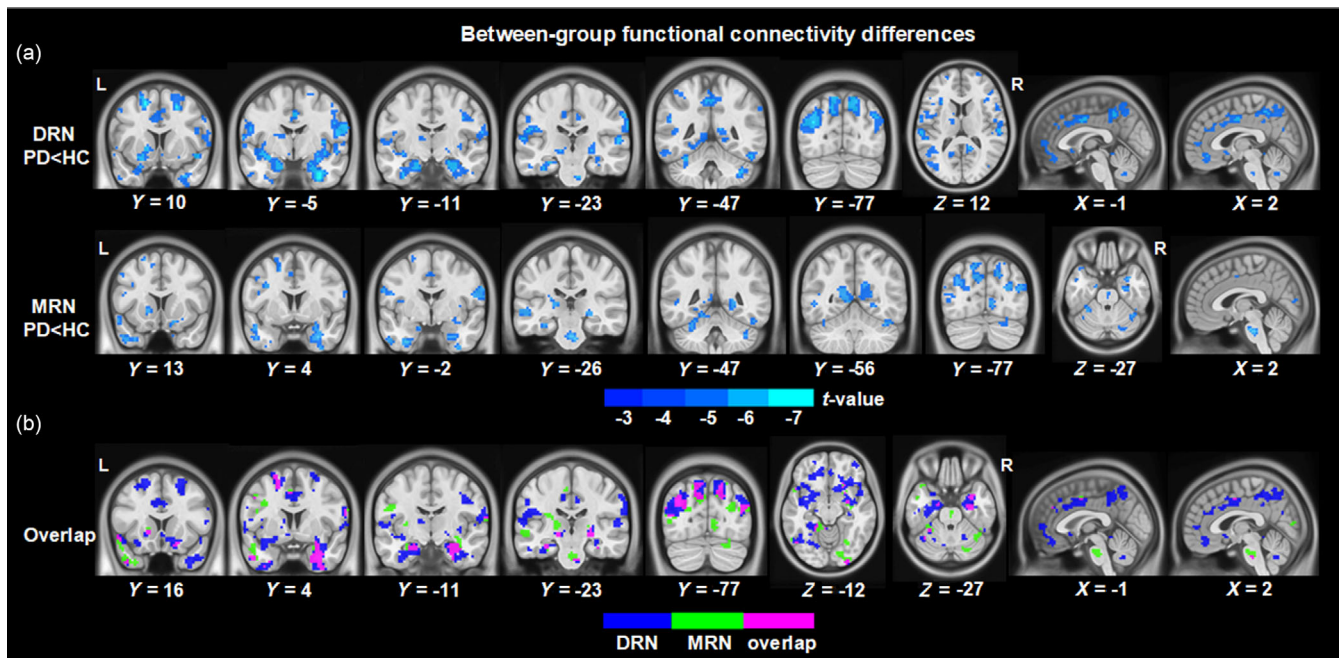 Between-group functional connectivity differences
(a)
L
R
DRN
PD<HC
Y = 10 Y = -5 Y = -11 Y = -23 Y = -47 Y = -77 Z = 12 X = -1 X = 2
L
R
MRN
PD<HC
Y = 13 Y = 4 Y = -2 Y = -26 Y = -47 Y = -56 Y = -77 Z = -27 X = 2
t-value
-3 -4 -5 -6 -7
(b)
L
R
Overlap
Y = 16 Y = 4 Y = -11 Y = -23 Y = -77 Z = -12 Z = -27 X = -1 X = 2
DRN MRN overlap